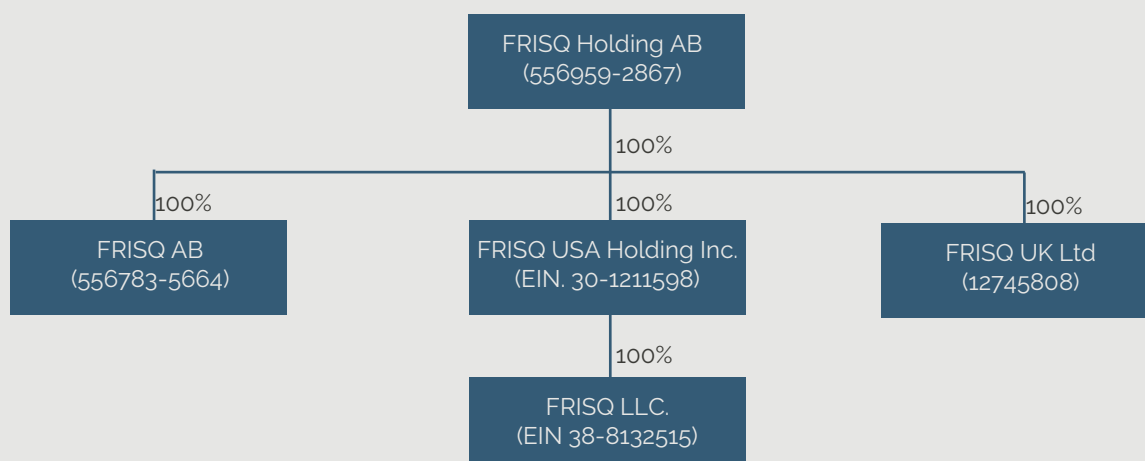 FRISQ Holding AB
(556959-2867)
100%
100%
100%
100%
FRISQ AB
(556783-5664)
FRISQ USA Holding Inc.
(EIN. 30-1211598)
FRISQ UK Ltd
(12745808)
100%
FRISQ LLC.
(EIN 38-8132515)